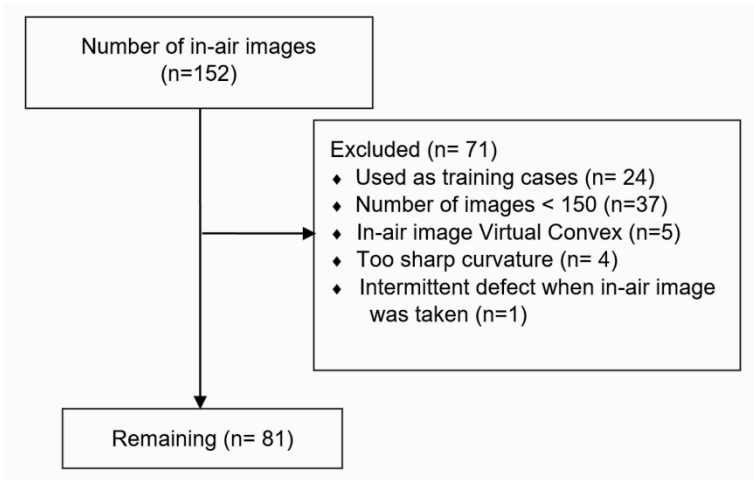 Number of in-air images
(n=152)
Excluded (n= 71)
♦ Used as training cases (n= 24)
♦ Number of images < 150 (n=37)
♦ In-air image Virtual Convex (n=5)
♦ Too sharp curvature (n= 4)
♦ Intermittent defect when in-air image
was taken (n=1)
Remaining (n= 81)